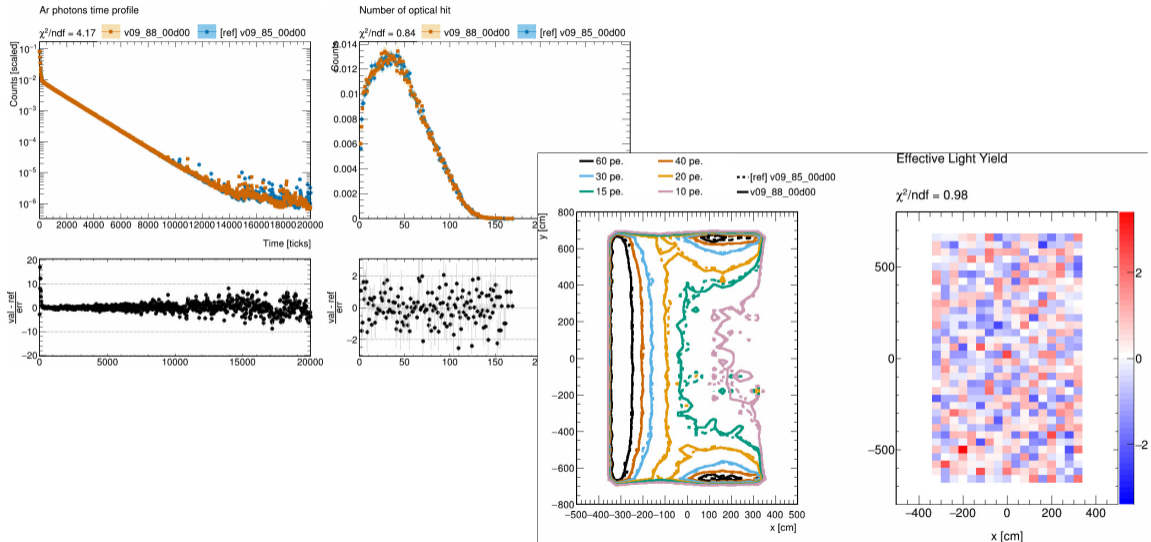 Ar photons time profile
χ²/ndf = 4.17 v09_88_00d00 [ref] v09_85_00d00
Counts [scaled]
10⁻¹
10⁻²
10⁻³
10⁻⁴
10⁻⁵
10⁻⁶
0 2000 4000 6000 8000 10000 12000 14000 16000 18000 20000
Time [ticks]
val - ref
err
20
10
0
−10
−20
0 5000 10000 15000 20000
Number of optical hit
χ²/ndf = 0.84 v09_88_00d00 [ref] v09_85_00d00
Counts
0.014
0.012
0.01
0.008
0.006
0.004
0.002
0
0 50 100 150
val - ref
err
2
0
−2
0 50 100 150
60 pe. 40 pe.
30 pe. 20 pe. [ref] v09_85_00d00
15 pe. 10 pe. v09_88_00d00
y [cm]
800
600
400
200
0
−200
−400
−600
−800
−500 −400 −300 −200 −100 0 100 200 300 400 500
x [cm]
Effective Light Yield
χ²/ndf = 0.98
500
0
−500
−400 −200 0 200 400
x [cm]
2
0
−2